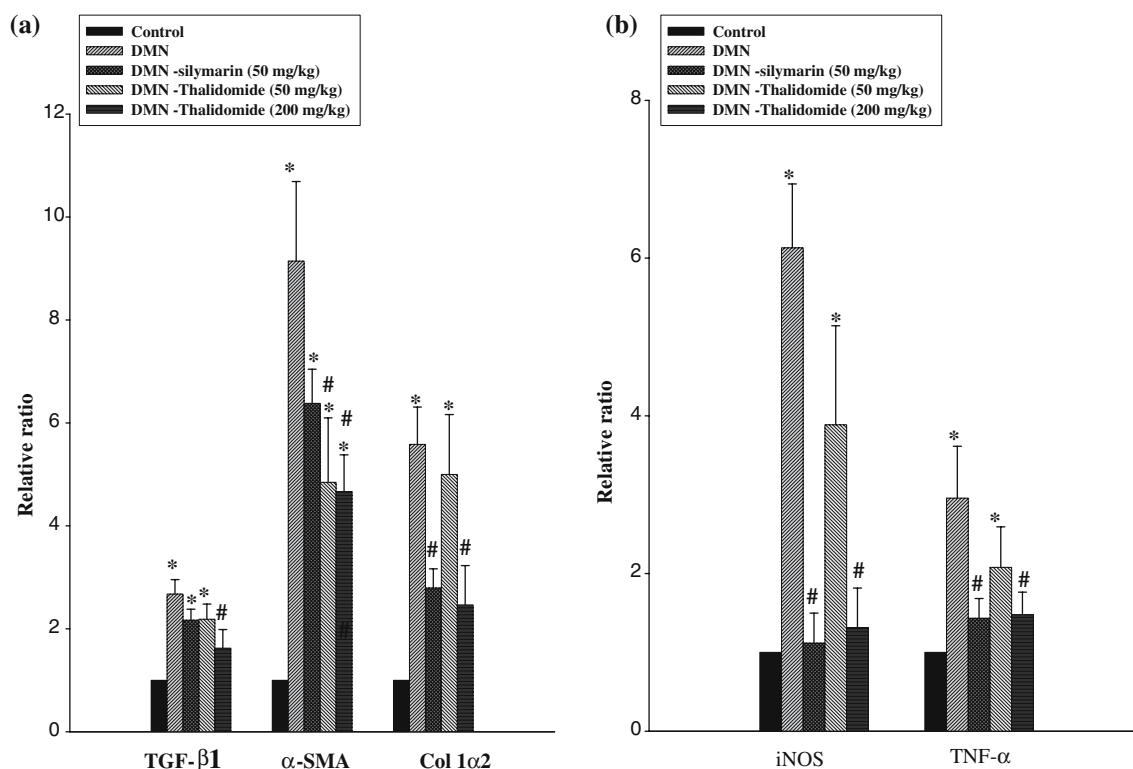 (a)
Control
DMN
DMN -silymarin (50 mg/kg)
DMN -Thalidomide (50 mg/kg)
DMN -Thalidomide (200 mg/kg)
12
10
8
6
4
2
0
Relative ratio
*
*
*
#
*
*
#
*
#
*
*
#
*
#
#
TGF-β1 α-SMA Col 1α2
(b)
Control
DMN
DMN -silymarin (50 mg/kg)
DMN -Thalidomide (50 mg/kg)
DMN -Thalidomide (200 mg/kg)
8
6
4
2
0
Relative ratio
*
#
*
#
*
#
*
#
iNOS TNF-α